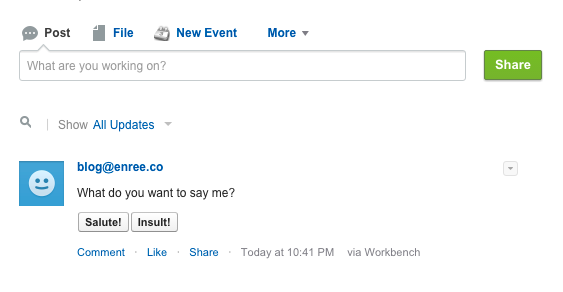 Post File New Event More
What are you working on? Share
Show All Updates
blog@enree.co
What do you want to say me?
Salute! Insult!
Comment · Like · Share · Today at 10:41 PM via Workbench